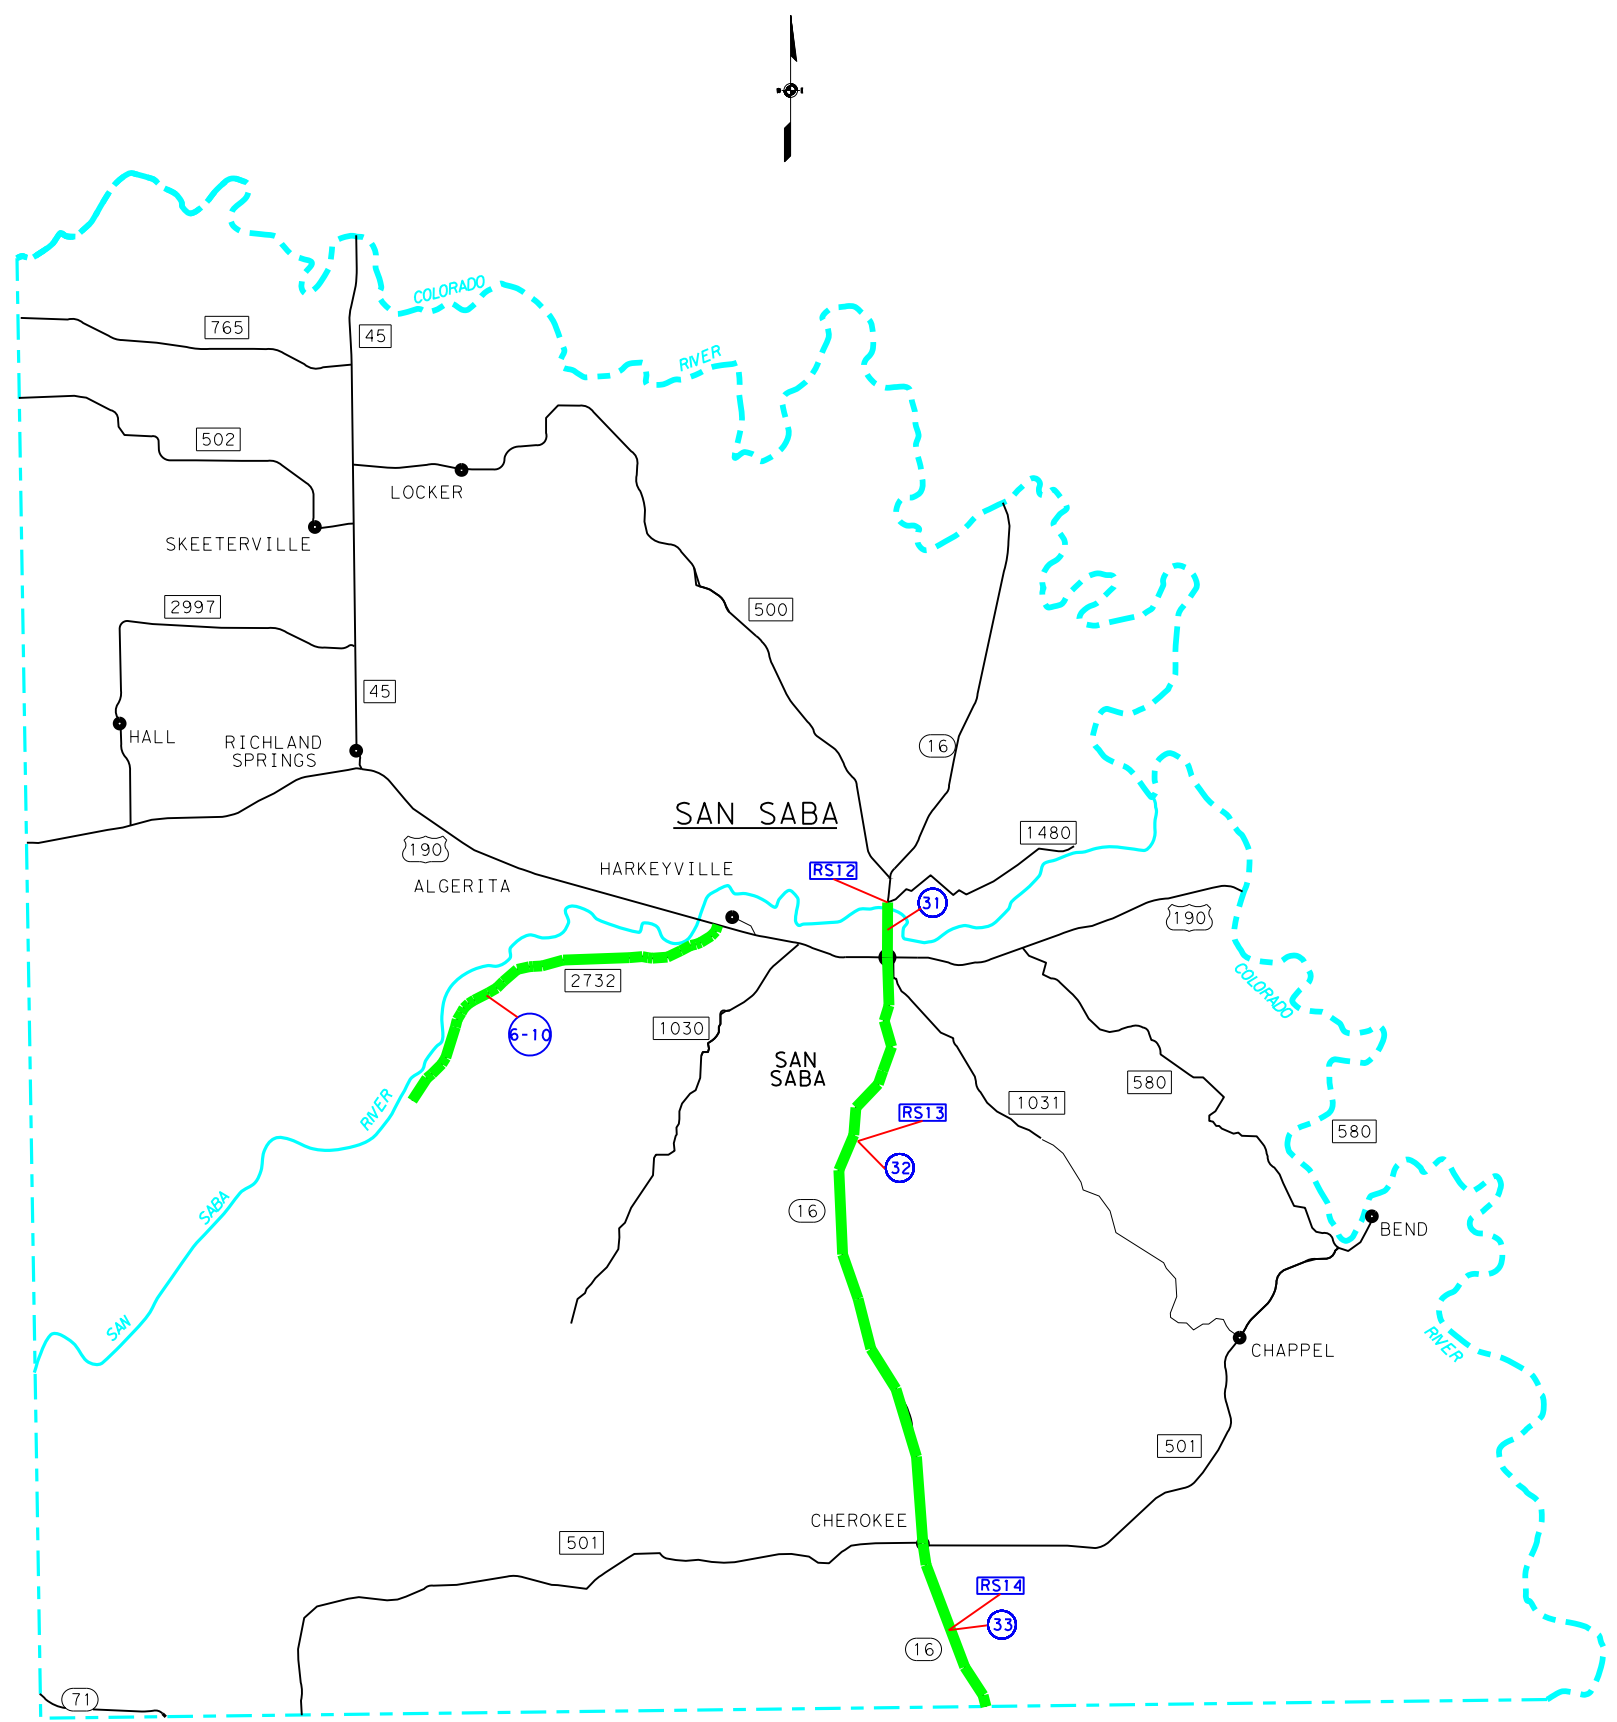 COLORADO
765
45
RIVER
502
LOCKER
SKEETERVILLE
2997
500
45
HALL
RICHLAND
SPRINGS
16
SAN SABA
1480
190
HARKEYVILLE
RS12
ALGERITA
31
190
2732
COLORADO
1030
6-10
SAN
SABA
580
1031
RS13
RIVER
580
32
SABA
16
BEND
SAN
RIVER
CHAPPEL
501
CHEROKEE
501
RS14
33
16
71